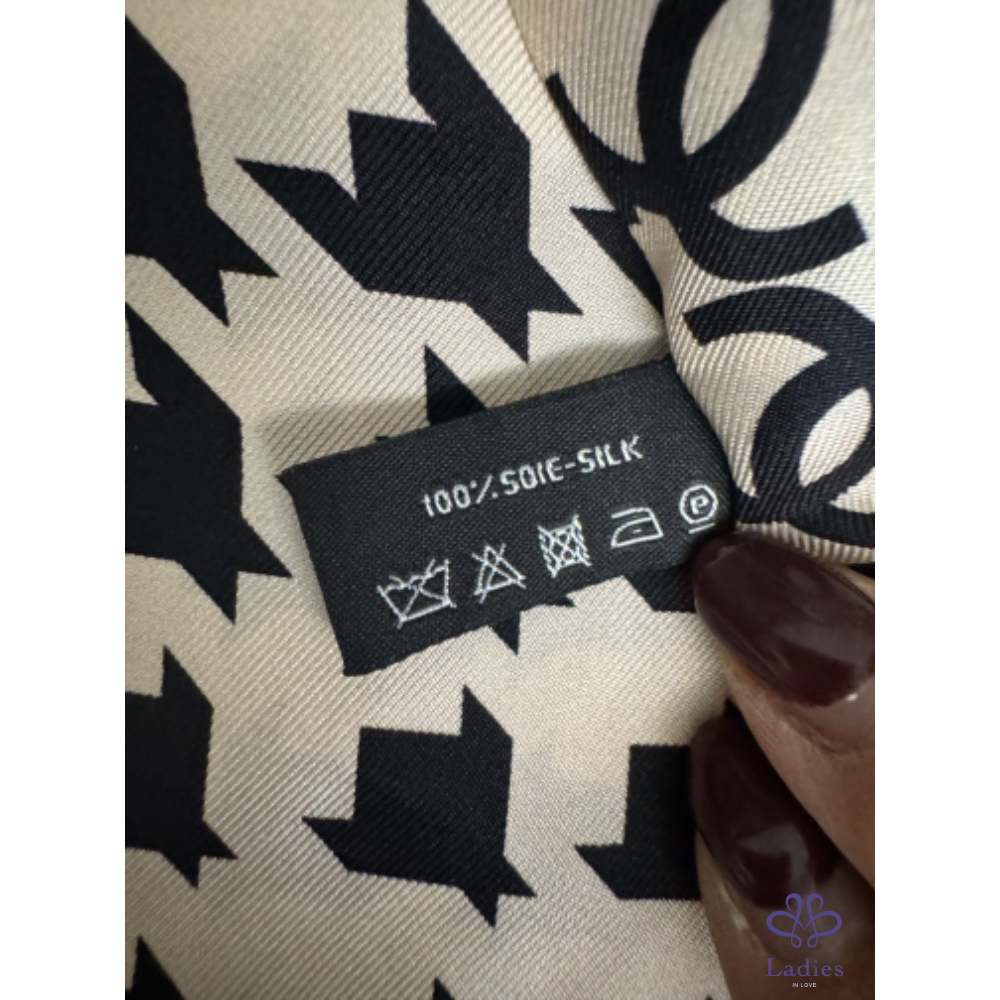 100% SOIE-SILK
P
Ladies
IN LOVE